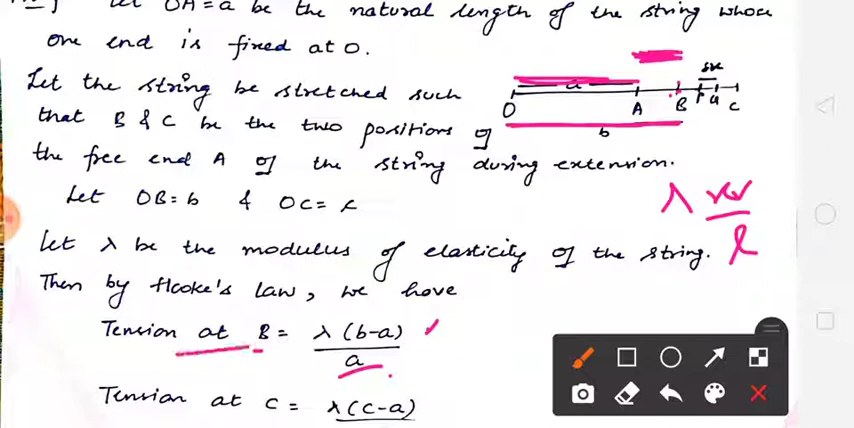 let OA = a be the natural length of the string whose
one end is fixed at O.
Let the string be stretched such
that B & C be the two positions of
the free end A of the string during extension.
Let OB = b & OC = c
Let λ be the modulus of elasticity of the string.
Then by Hooke's law, we have
Tension at B = λ (b-a)
a
Tension at C = λ (c-a)
a
δx
O
A
B
P
Q
C
b
λ
l